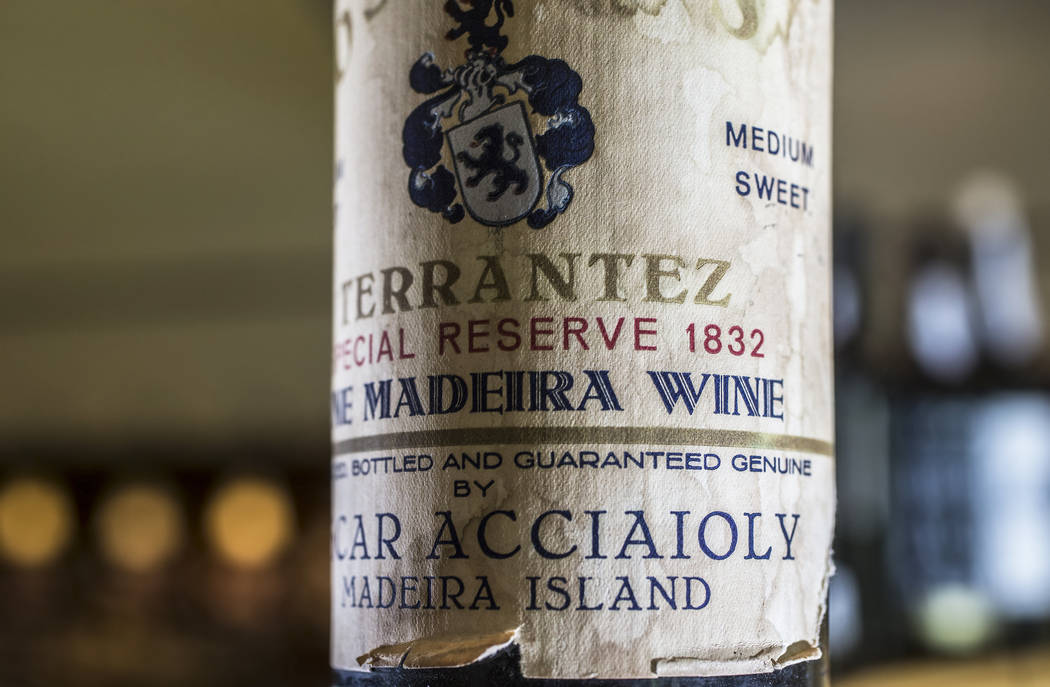 MEDIUM
SWEET
TERRANTEZ
PECIAL RESERVE 1832
NE MADEIRA WINE
BOTTLED AND GUARANTEED GENUINE
BY
CAR ACCIAIOLY
MADEIRA ISLAND